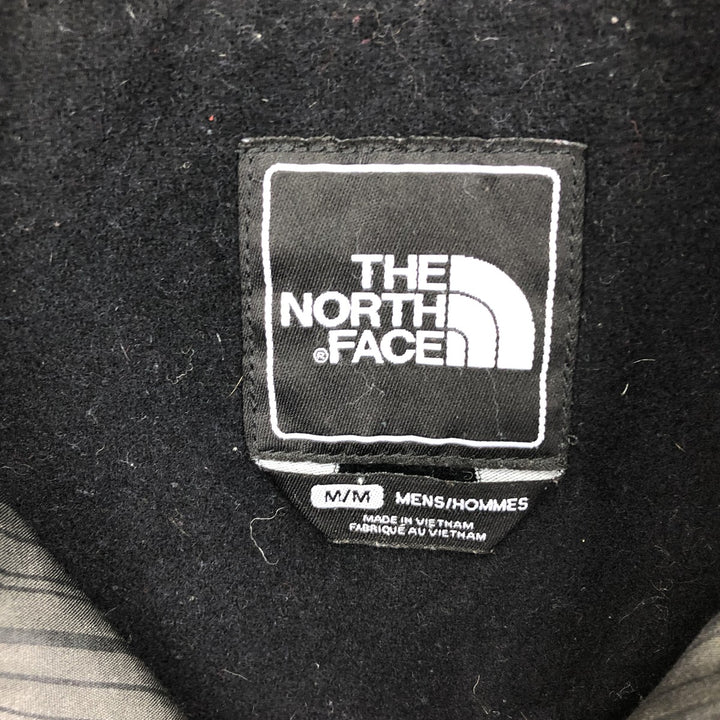 THE
NORTH
® FACE
M/M MENS/HOMMES
MADE IN VIETNAM
FABRIQUÉ AU VIETNAM